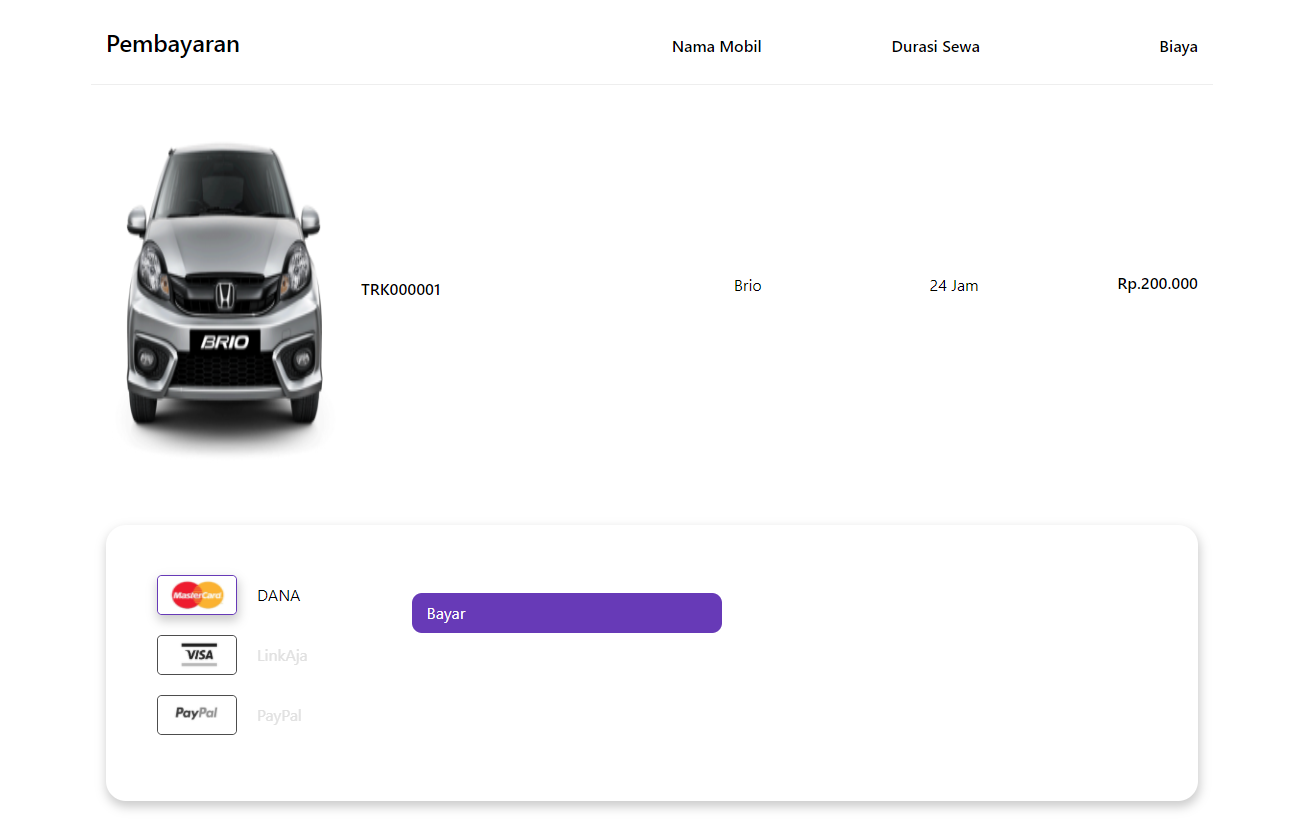 Pembayaran Nama Mobil Durasi Sewa Biaya
BRIO
TRK000001 Brio 24 Jam Rp.200.000
MasterCard DANA
Bayar
VISA LinkAja
PayPal PayPal